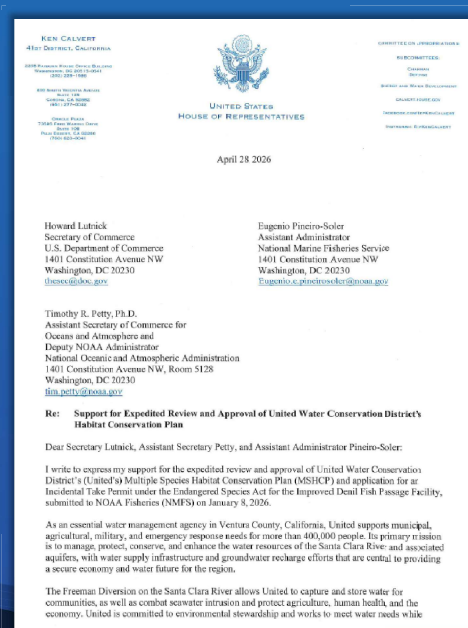 KEN CALVERT
41ST DISTRICT, CALIFORNIA
COMMITTEE ON APPROPRIATIONS
SUBCOMMITTEES:
CHAIRMAN
DEFENSE
ENERGY AND WATER DEVELOPMENT
CALVERT.HOUSE.GOV
UNITED STATES
HOUSE OF REPRESENTATIVES
April 28 2026
Howard Lutnick
Secretary of Commerce
U.S. Department of Commerce
1401 Constitution Avenue NW
Washington, DC 20230
thesec@doc.gov
Eugenio Pineiro-Soler
Assistant Administrator
National Marine Fisheries Service
1401 Constitution Avenue NW
Washington, DC 20230
Eugenio.e.pineirosoler@noaa.gov
Timothy R. Petty, Ph.D.
Assistant Secretary of Commerce for
Oceans and Atmosphere and
Deputy NOAA Administrator
National Oceanic and Atmospheric Administration
1401 Constitution Avenue NW, Room 5128
Washington, DC 20230
tim.petty@noaa.gov
Re: Support for Expedited Review and Approval of United Water Conservation District's
Habitat Conservation Plan
Dear Secretary Lutnick, Assistant Secretary Petty, and Assistant Administrator Pineiro-Soler:
I write to express my support for the expedited review and approval of United Water Conservation
District's (United's) Multiple Species Habitat Conservation Plan (MSHCP) and application for ar
Incidental Take Permit under the Endangered Species Act for the Improved Denil Fish Passage Facility,
submitted to NOAA Fisheries (NMFS) on January 8, 2026.
As an essential water management agency in Ventura County, California, United supports municipal,
agricultural, military, and emergency response needs for more than 400,000 people. Its primary mission
is to manage, protect, conserve, and enhance the water resources of the Santa Clara River and associated
aquifers, with water supply infrastructure and groundwater recharge efforts that are central to providing
a secure economy and water future for the region.
The Freeman Diversion on the Santa Clara River allows United to capture and store water for
communities, as well as combat seawater intrusion and protect agriculture, human health, and the
economy. United is committed to environmental stewardship and works to meet water needs while